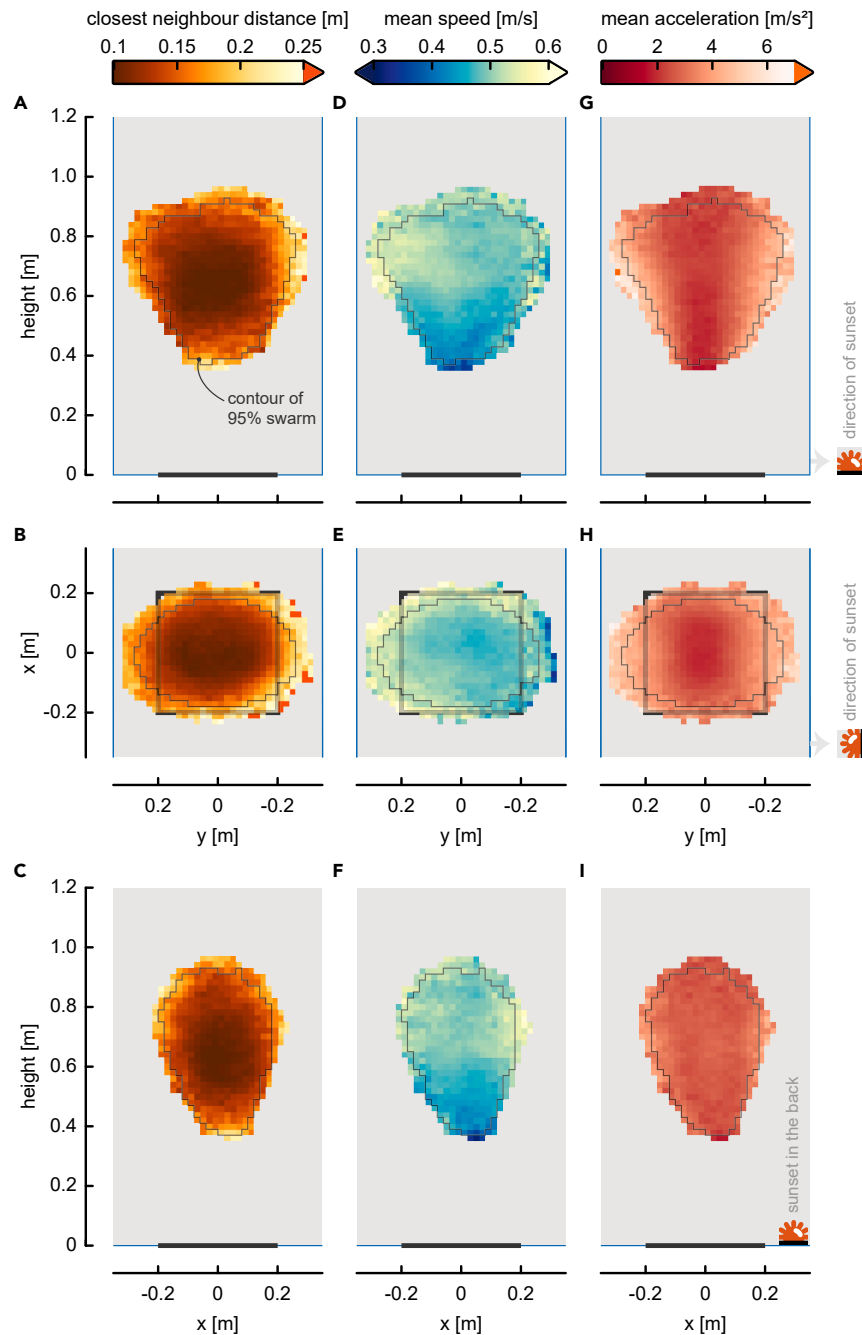 closest neighbour distance [m]
mean speed [m/s]
mean acceleration [m/s²]
0.1 0.15 0.2 0.25
0.3 0.4 0.5 0.6
0 2 4 6
A D G
1.2
1.0
0.8
0.6
0.4
0.2
0
height [m]
contour of
95% swarm
direction of sunset
B E H
0.2
0
-0.2
x [m]
direction of sunset
0.2 0 -0.2
0.2 0 -0.2
0.2 0 -0.2
y [m]
y [m]
y [m]
C F I
1.2
1.0
0.8
0.6
0.4
0.2
0
height [m]
sunset in the back
-0.2 0 0.2
-0.2 0 0.2
-0.2 0 0.2
x [m]
x [m]
x [m]